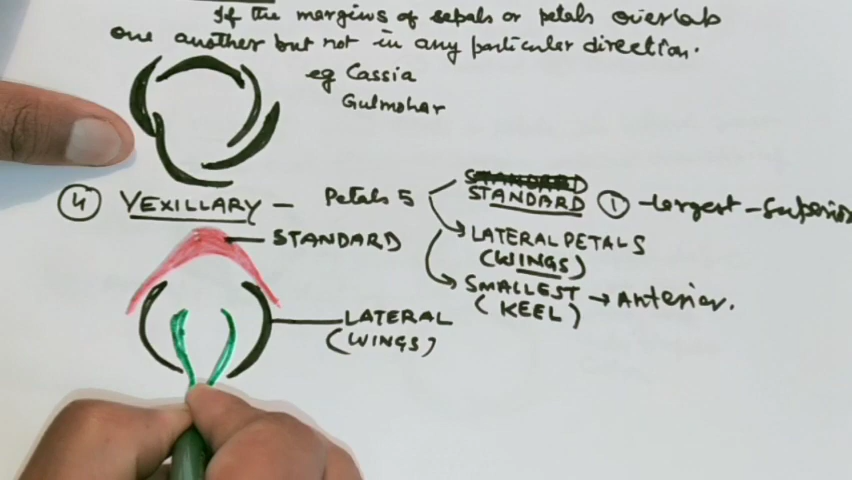 If the margins of sepals or petals overlab
one another but not in any particular direction.
eg Cassia
Gulmohar
4 VEXILLARY — Petals 5
STANDARD ① - largest - Superior
STANDARD
LATERAL PETALS
(WINGS)
SMALLEST → Anterior.
(KEEL)
LATERAL
(WINGS)